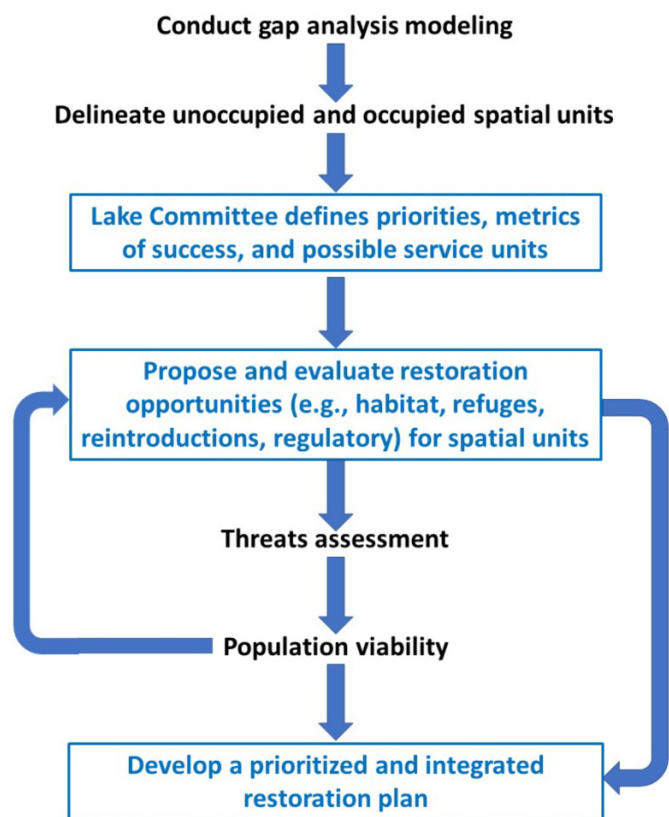 Conduct gap analysis modeling
Delineate unoccupied and occupied spatial units
Lake Committee defines priorities, metrics
of success, and possible service units
Propose and evaluate restoration
opportunities (e.g., habitat, refuges,
reintroductions, regulatory) for spatial units
Threats assessment
Population viability
Develop a prioritized and integrated
restoration plan